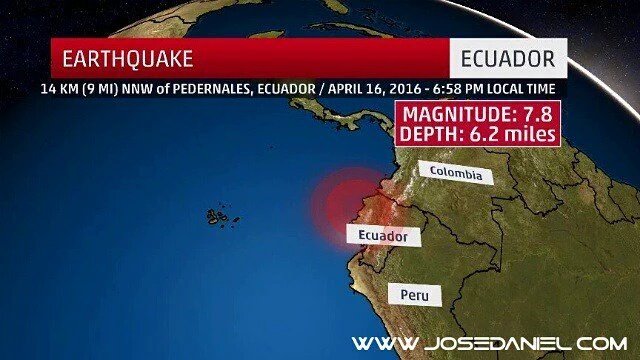 EARTHQUAKE ECUADOR
14 KM (9 MI) NNW of PEDERNALES, ECUADOR / APRIL 16, 2016 - 6:58 PM LOCAL TIME
MAGNITUDE: 7.8
DEPTH: 6.2 miles
Colombia
Ecuador
Peru
WWW.JOSEDANIEL.COM